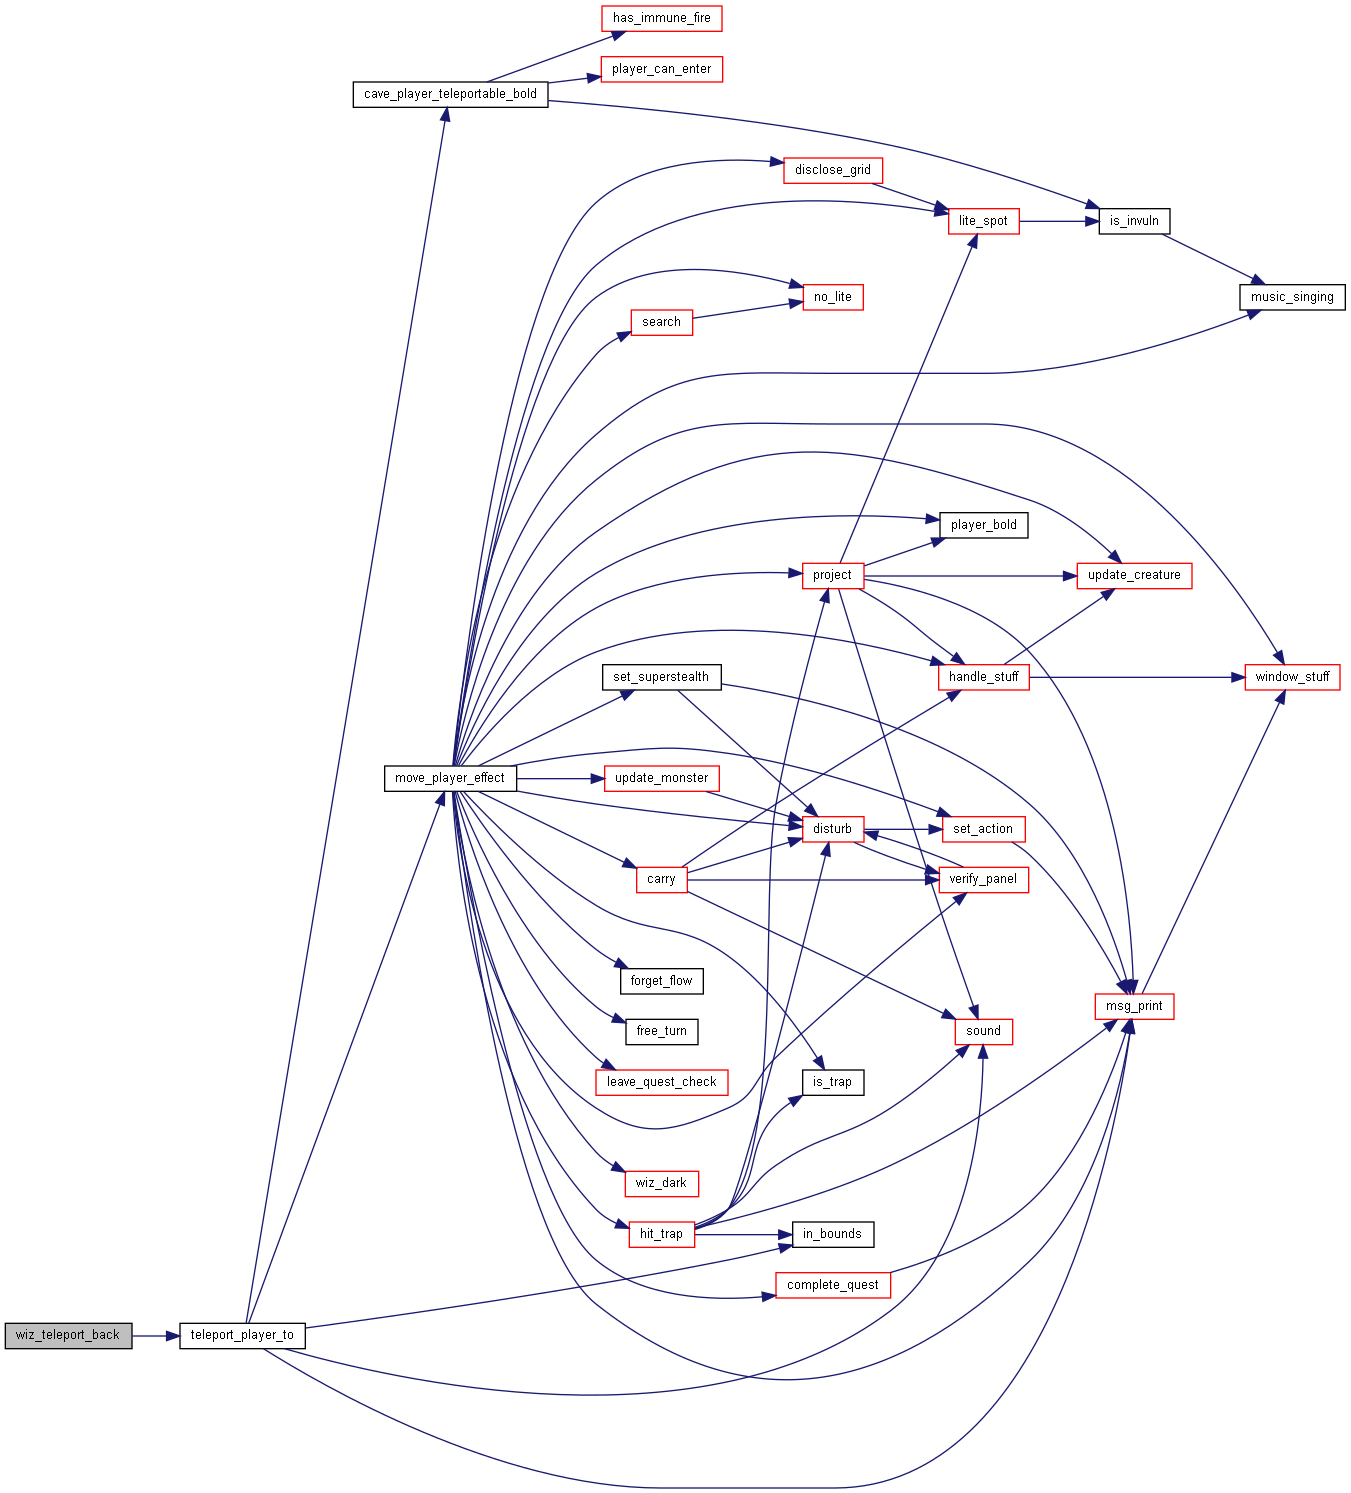 has_immune_fire
player_can_enter
cave_player_teleportable_bold
disclose_grid
lite_spot
is_invuln
music_singing
no_lite
search
player_bold
project
update_creature
set_superstealth
handle_stuff
window_stuff
move_player_effect
update_monster
disturb
set_action
carry
verify_panel
forget_flow
msg_print
free_turn
sound
leave_quest_check
is_trap
wiz_dark
hit_trap
in_bounds
complete_quest
wiz_teleport_back
teleport_player_to